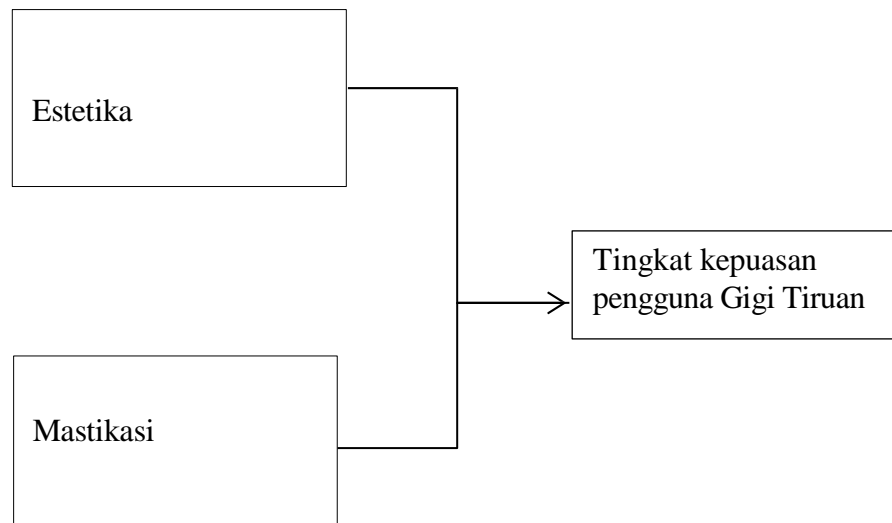 Estetika
Tingkat kepuasan
pengguna Gigi Tiruan
Mastikasi